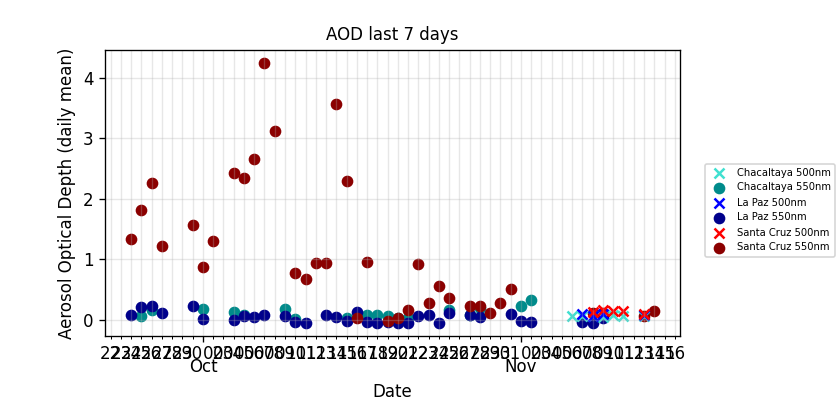 AOD last 7 days
Aerosol Optical Depth (daily mean)
4
3
2
1
0
Oct
Nov
Date
Chacaltaya 500nm
Chacaltaya 550nm
La Paz 500nm
La Paz 550nm
Santa Cruz 500nm
Santa Cruz 550nm